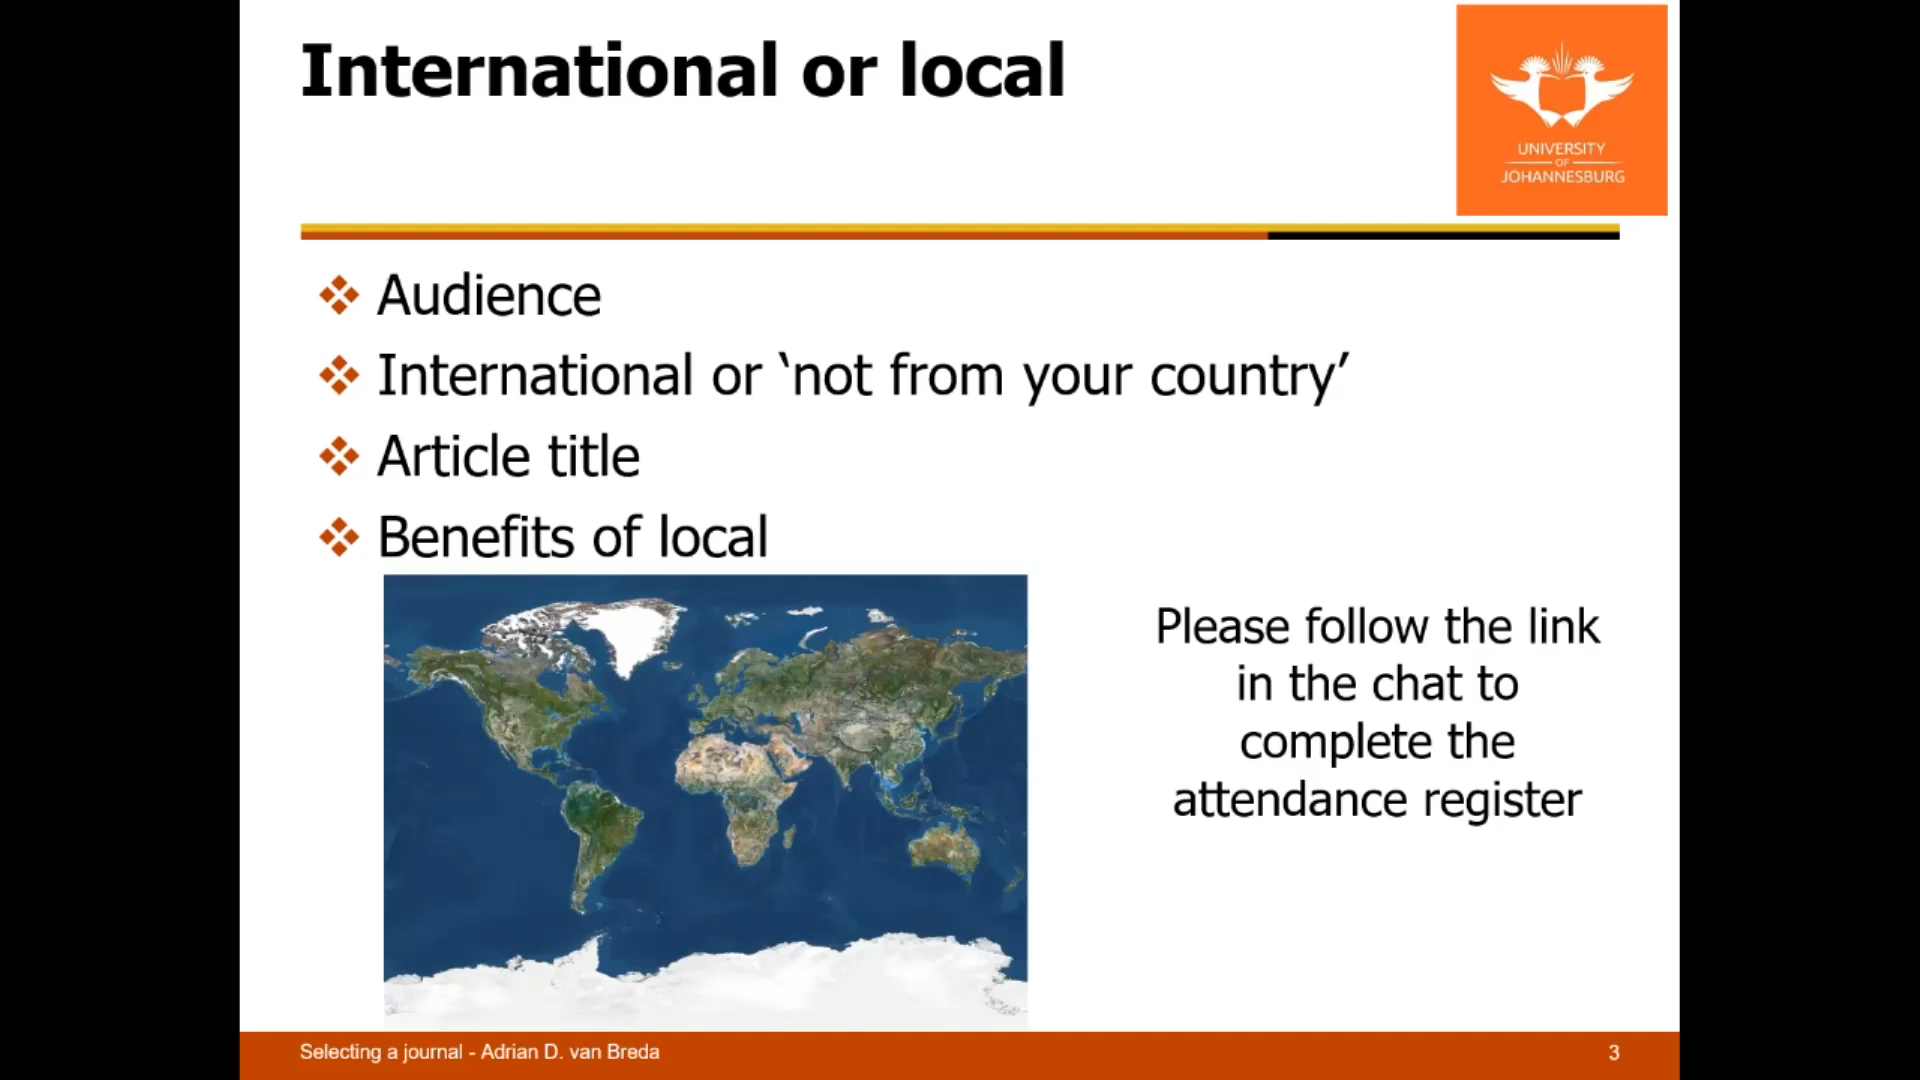 International or local
UNIVERSITY
OF
JOHANNESBURG
Audience
International or ‘not from your country’
Article title
Benefits of local
Please follow the link
in the chat to
complete the
attendance register
Selecting a journal - Adrian D. van Breda
3